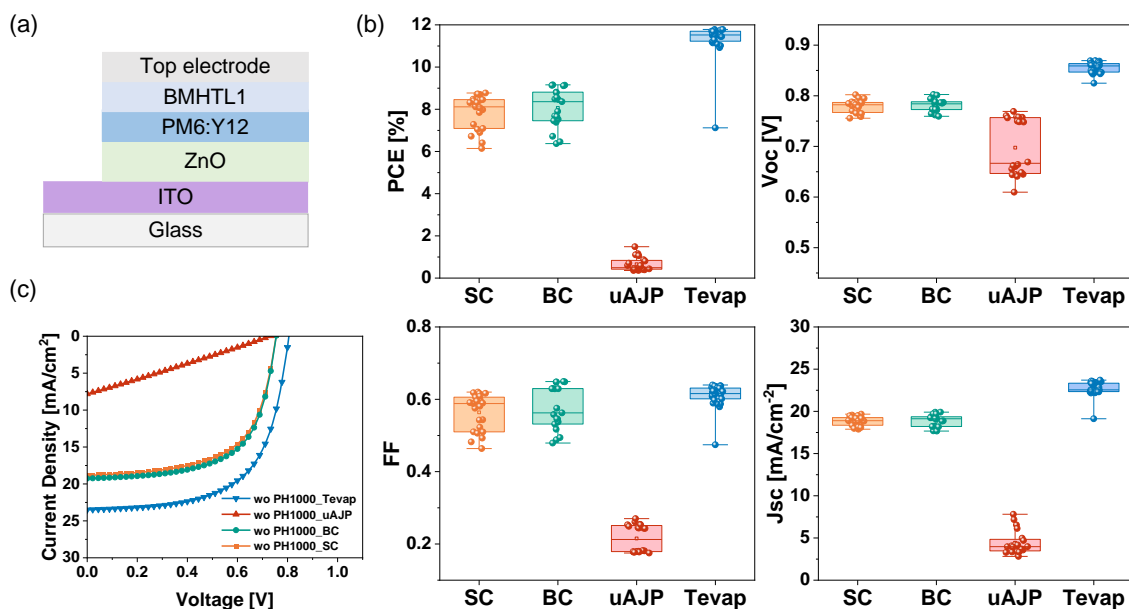 (a)
Top electrode
BMHTL1
PM6:Y12
ZnO
ITO
Glass
(b)
PCE [%]
12
10
8
6
4
2
0
SC BC uAJP Tevap
Voc [V]
0.9
0.8
0.7
0.6
0.5
SC BC uAJP Tevap
(c)
Current Density [mA/cm²]
0
5
10
15
20
25
30
wo PH1000_Tevap
wo PH1000_uAJP
wo PH1000_BC
wo PH1000_SC
0.0 0.2 0.4 0.6 0.8 1.0
Voltage [V]
FF
0.8
0.6
0.4
0.2
SC BC uAJP Tevap
Jsc [mA/cm⁻²]
30
25
20
15
10
5
0
SC BC uAJP Tevap